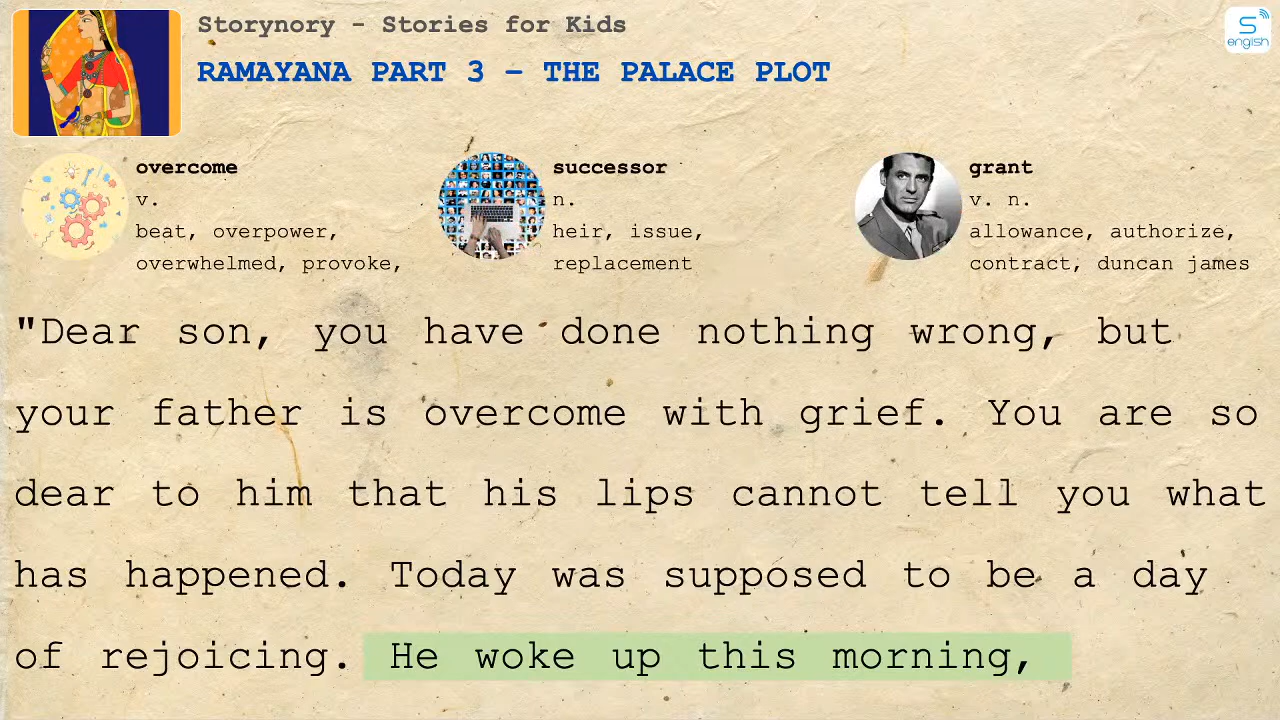 Storynory - Stories for Kids
RAMAYANA PART 3 – THE PALACE PLOT
S
english
overcome
v.
beat, overpower,
overwhelmed, provoke,
successor
n.
heir, issue,
replacement
grant
v. n.
allowance, authorize,
contract, duncan james
"Dear son, you have done nothing wrong, but
your father is overcome with grief. You are so
dear to him that his lips cannot tell you what
has happened. Today was supposed to be a day
of rejoicing. He woke up this morning,